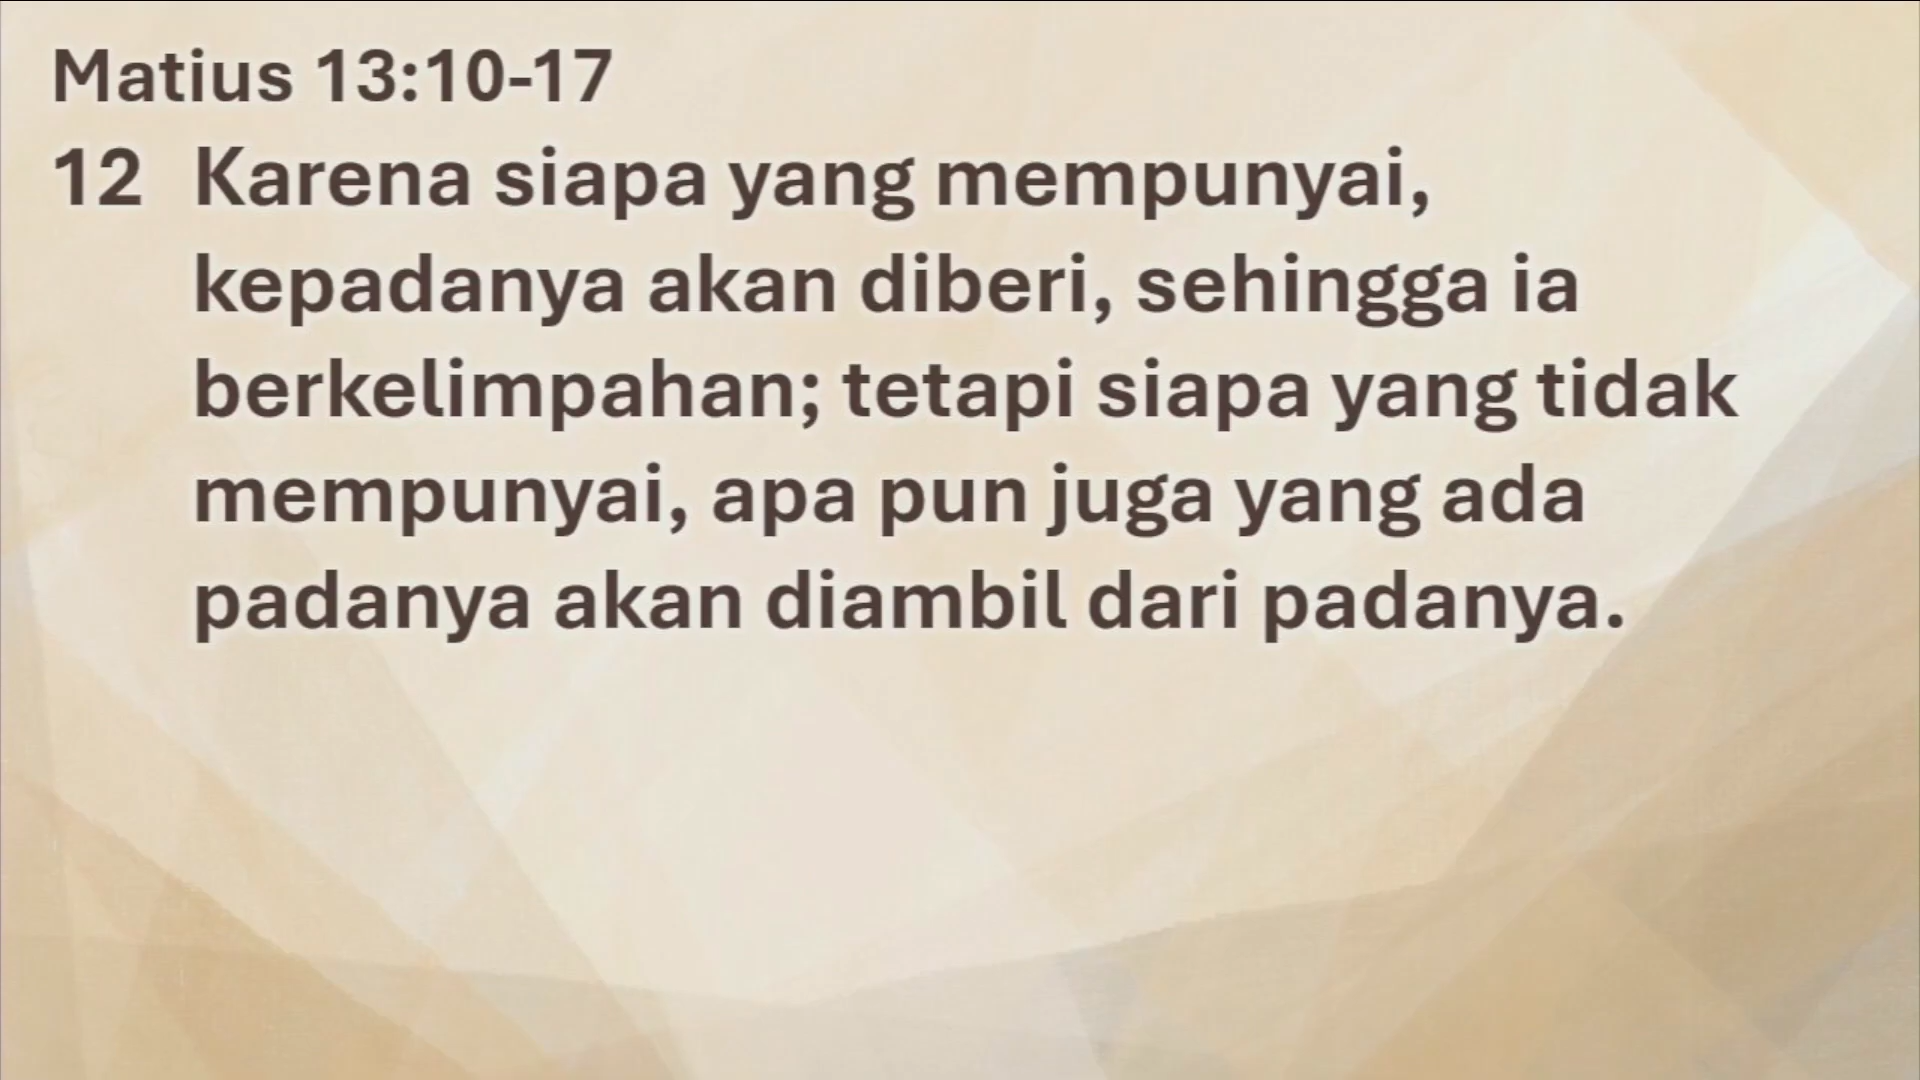 Matius 13:10-17
12 Karena siapa yang mempunyai,
kepadanya akan diberi, sehingga ia
berkelimpahan; tetapi siapa yang tidak
mempunyai, apa pun juga yang ada
padanya akan diambil dari padanya.